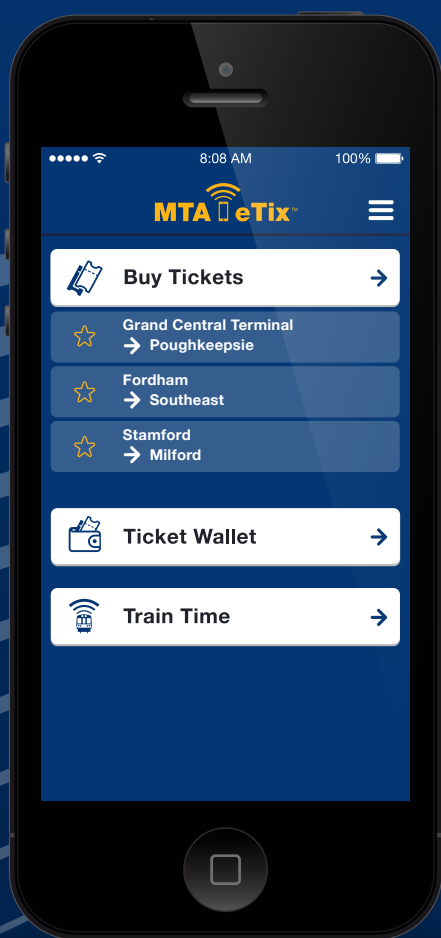 8:08 AM 100%
MTA eTix™
Buy Tickets
Grand Central Terminal
→ Poughkeepsie
Fordham
→ Southeast
Stamford
→ Milford
Ticket Wallet
Train Time